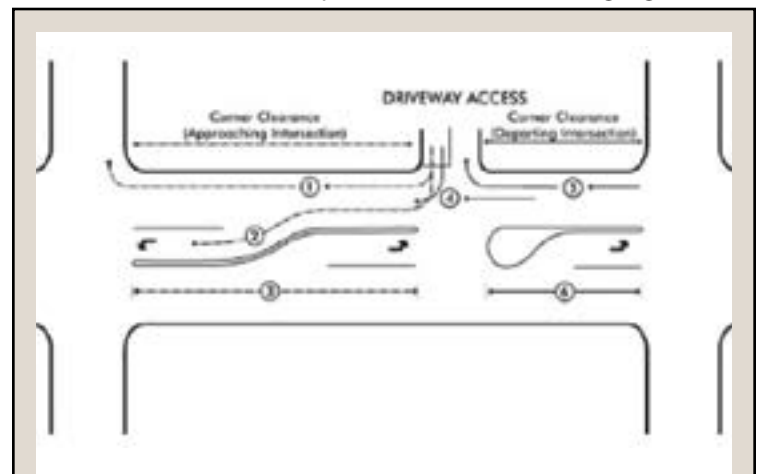 DRIVEWAY ACCESS
Corner Clearance
(Approaching Intersection)
Corner Clearance
(Departing Intersection)
1
5
4
2
3
6